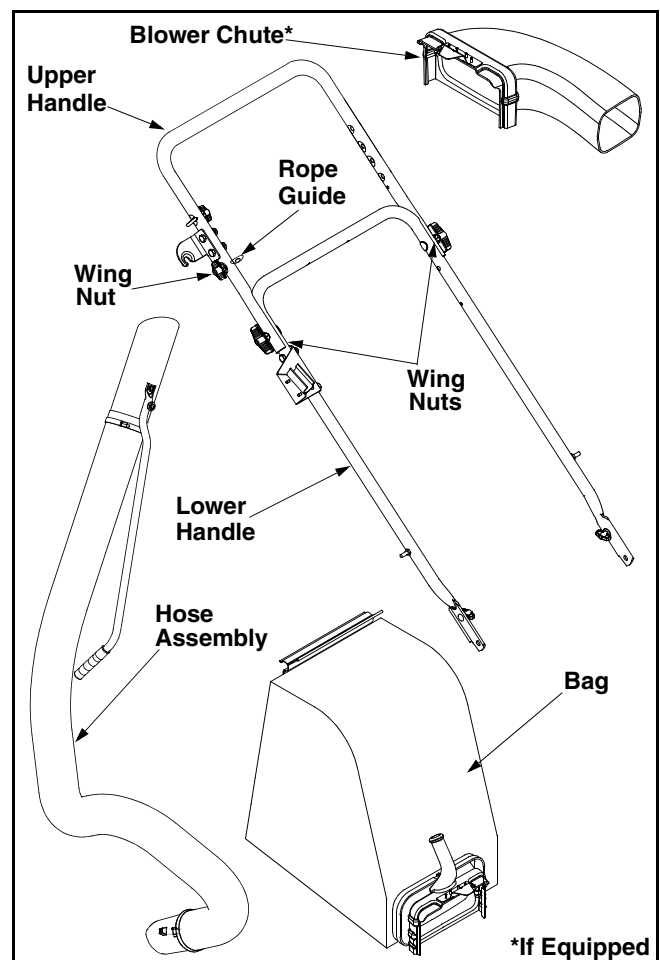 Blower Chute*
Upper
Handle
Rope
Guide
Wing
Nut
Wing
Nuts
Lower
Handle
Hose
Assembly
Bag
*If Equipped